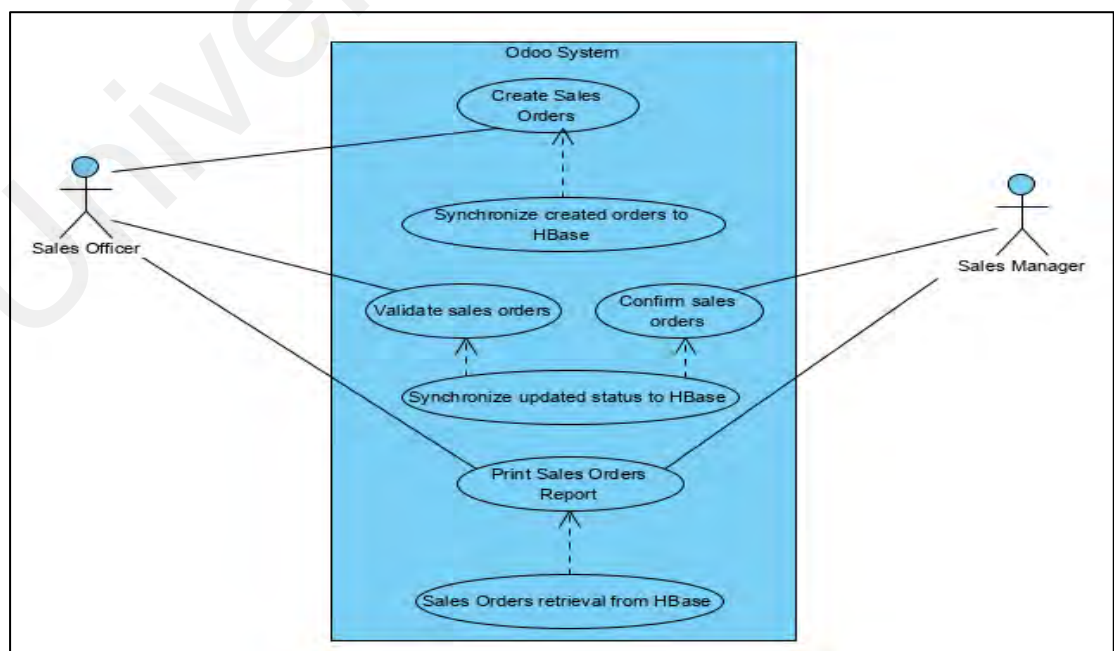 Univer
Odoo System
Create Sales
Orders
Synchronize created orders to
HBase
Sales Officer
Sales Manager
Validate sales orders
Confirm sales
orders
Synchronize updated status to HBase
Print Sales Orders
Report
Sales Orders retrieval from HBase